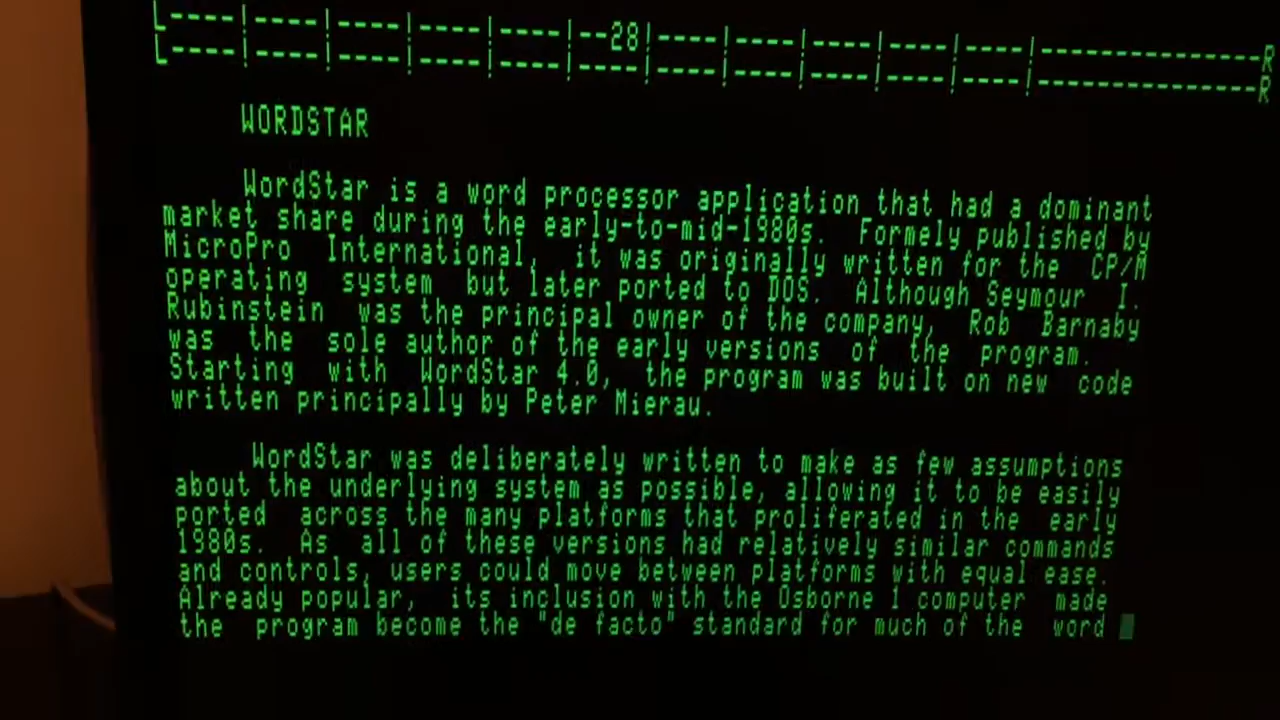 L----|----|----|----|----|--28|----|----|----|----|----|--------------R
L----|----|----|----|----|----|----|----|----|----|----|--------------R
WORDSTAR
WordStar is a word processor application that had a dominant
market share during the early-to-mid-1980s. Formely published by
MicroPro International, it was originally written for the CP/M
operating system but later ported to DOS. Although Seymour I.
Rubinstein was the principal owner of the company, Rob Barnaby
was the sole author of the early versions of the program.
Starting with WordStar 4.0, the program was built on new code
written principally by Peter Mierau.
WordStar was deliberately written to make as few assumptions
about the underlying system as possible, allowing it to be easily
ported across the many platforms that proliferated in the early
1980s. As all of these versions had relatively similar commands
and controls, users could move between platforms with equal ease.
Already popular, its inclusion with the Osborne 1 computer made
the program become the "de facto" standard for much of the word